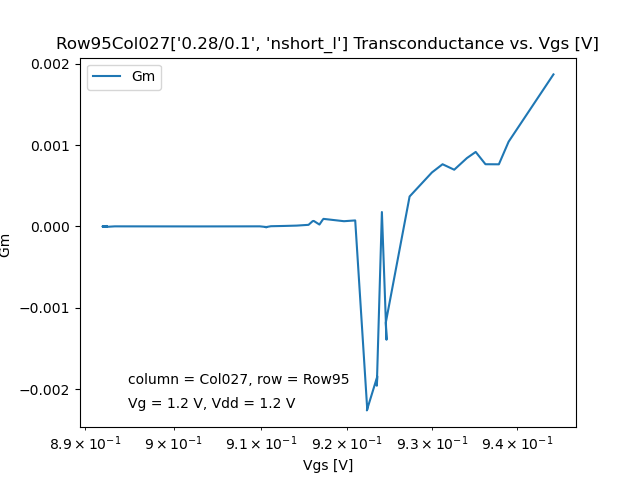 Row95Col027['0.28/0.1', 'nshort_l'] Transconductance vs. Vgs [V]
Gm
0.002
0.001
0.000
−0.001
−0.002
Gm
column = Col027, row = Row95
Vg = 1.2 V, Vdd = 1.2 V
8.9 × 10⁻¹ 9 × 10⁻¹ 9.1 × 10⁻¹ 9.2 × 10⁻¹ 9.3 × 10⁻¹ 9.4 × 10⁻¹
Vgs [V]